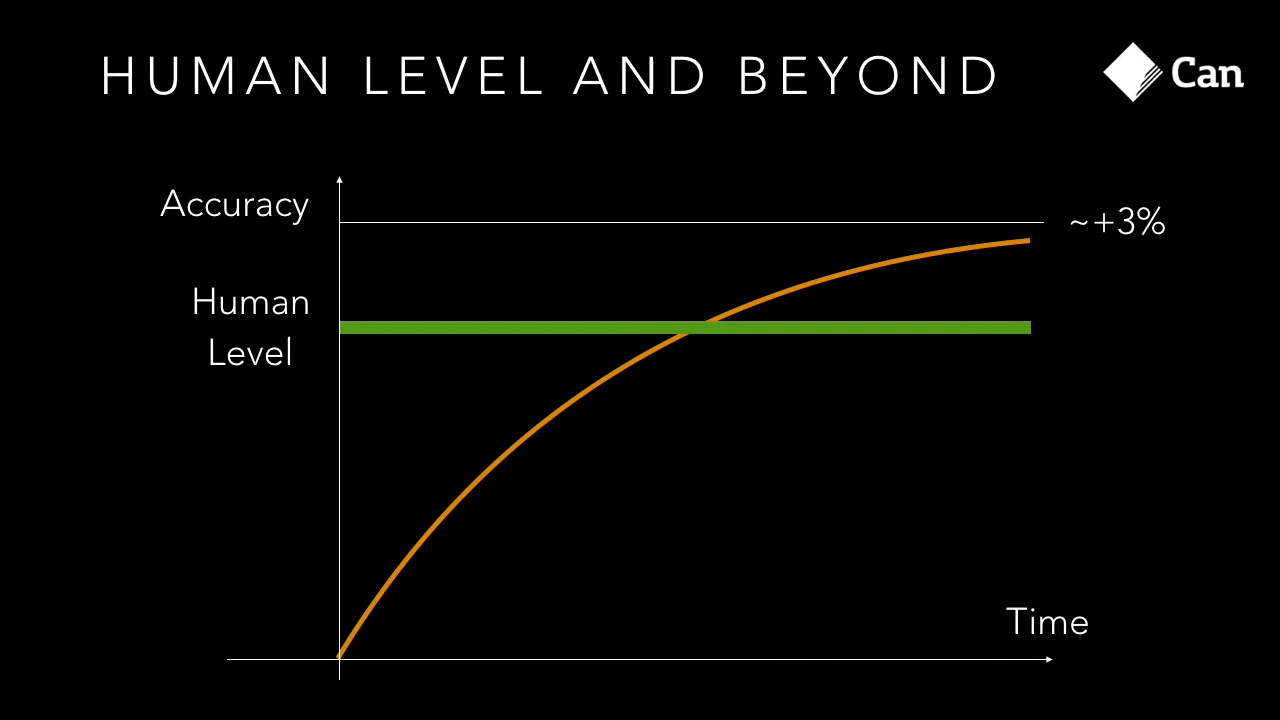 HUMAN LEVEL AND BEYOND
Can
Accuracy
~+3%
Human
Level
Time